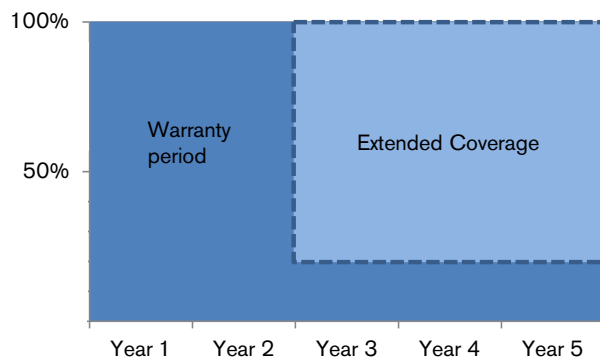 100%
Warranty
period
Extended Coverage
50%
Year 1 Year 2 Year 3 Year 4 Year 5